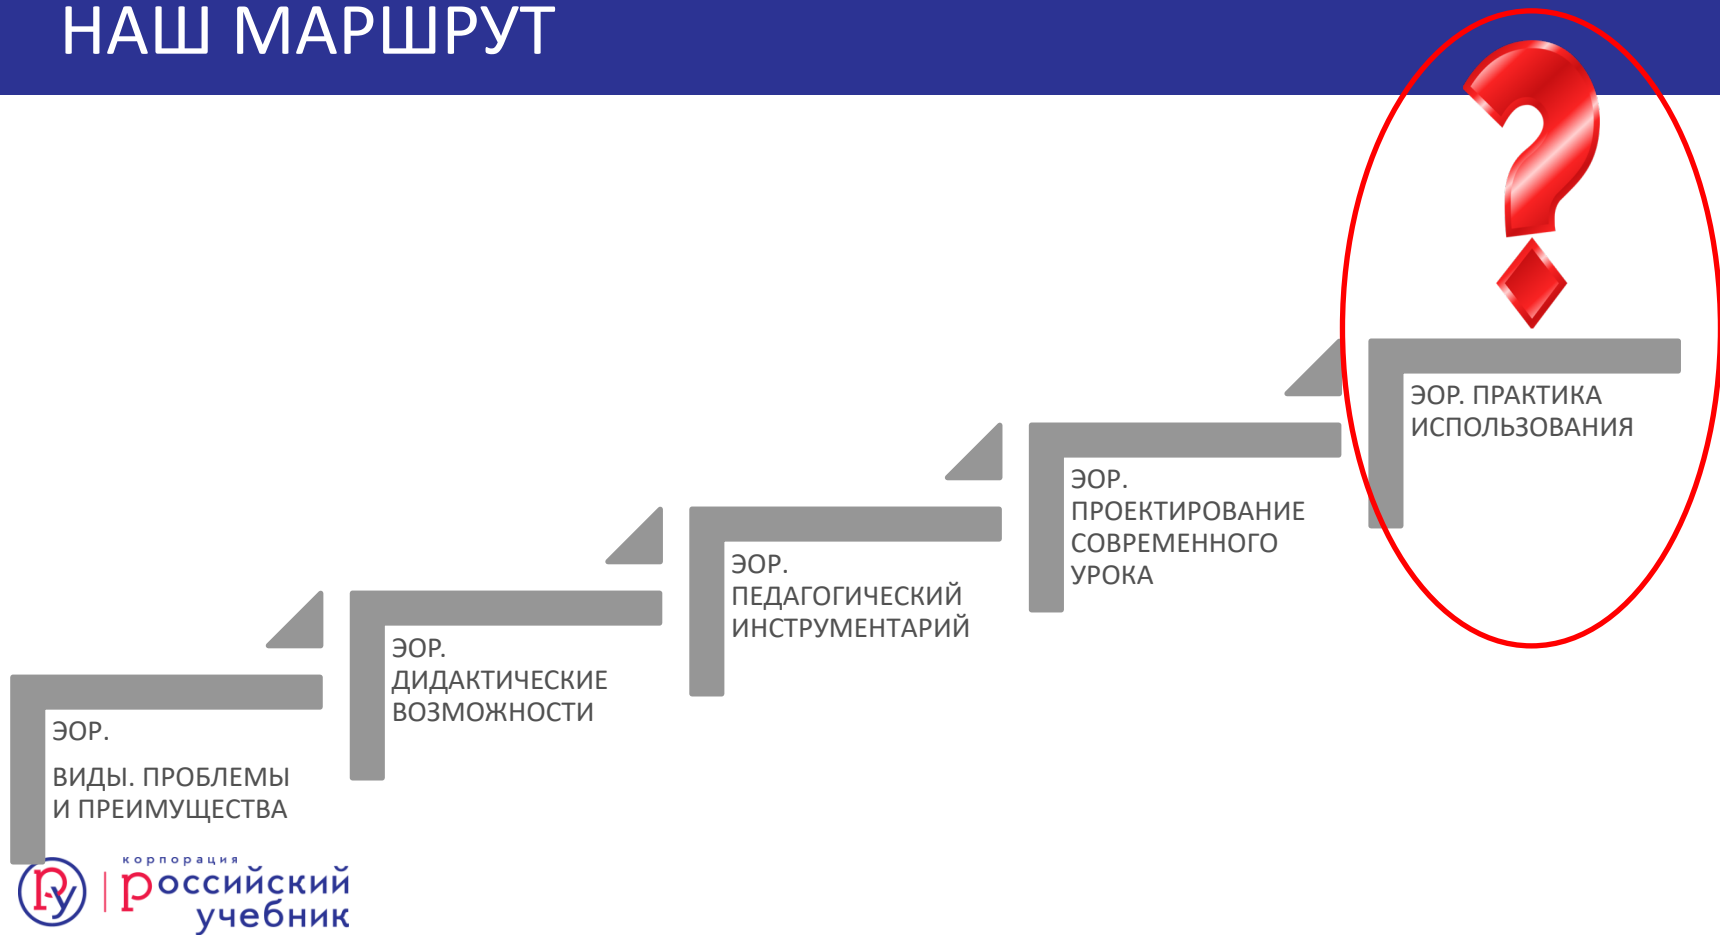 НАШ МАРШРУТ
ЭОР.
ВИДЫ. ПРОБЛЕМЫ
И ПРЕИМУЩЕСТВА
ЭОР.
ДИДАКТИЧЕСКИЕ
ВОЗМОЖНОСТИ
ЭОР.
ПЕДАГОГИЧЕСКИЙ
ИНСТРУМЕНТАРИЙ
ЭОР.
ПРОЕКТИРОВАНИЕ
СОВРЕМЕННОГО
УРОКА
?
ЭОР. ПРАКТИКА
ИСПОЛЬЗОВАНИЯ
РУ
корпорация
российский
учебник